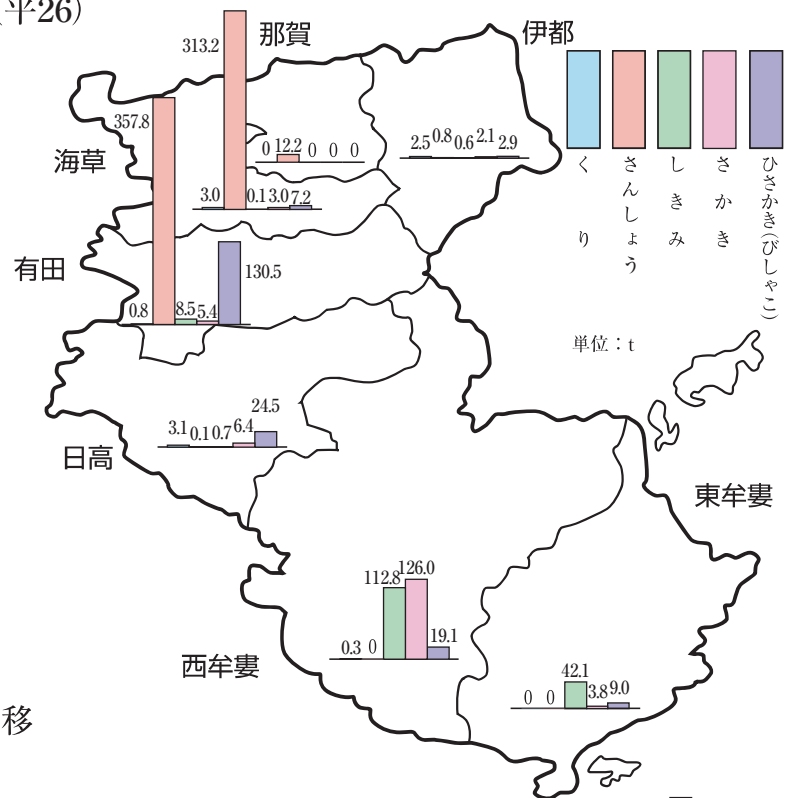 (平26)
那賀
伊都
313.2
357.8
海草
0 12.2 0 0 0
2.5 0.8 0.6 2.1 2.9
3.0 0.1 3.0 7.2
くり
さんしょう
しきみ
さかき
ひさかき(びしゃこ)
有田
130.5
0.8 8.5 5.4
単位：t
24.5
3.1 0.1 0.7 6.4
日高
東牟婁
112.8 126.0
0.3 0 19.1
西牟婁
42.1
0 0 3.8 9.0
移